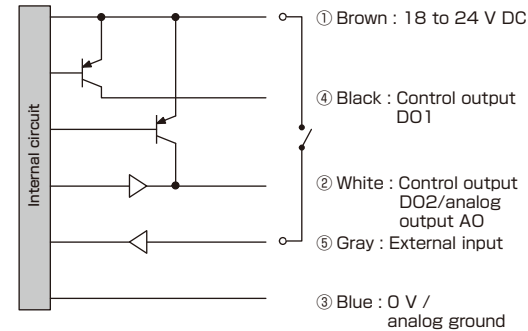 Internal circuit
① Brown : 18 to 24 V DC
④ Black : Control output
DO1
② White : Control output
DO2/analog
output AO
⑤ Gray : External input
③ Blue : 0 V /
analog ground